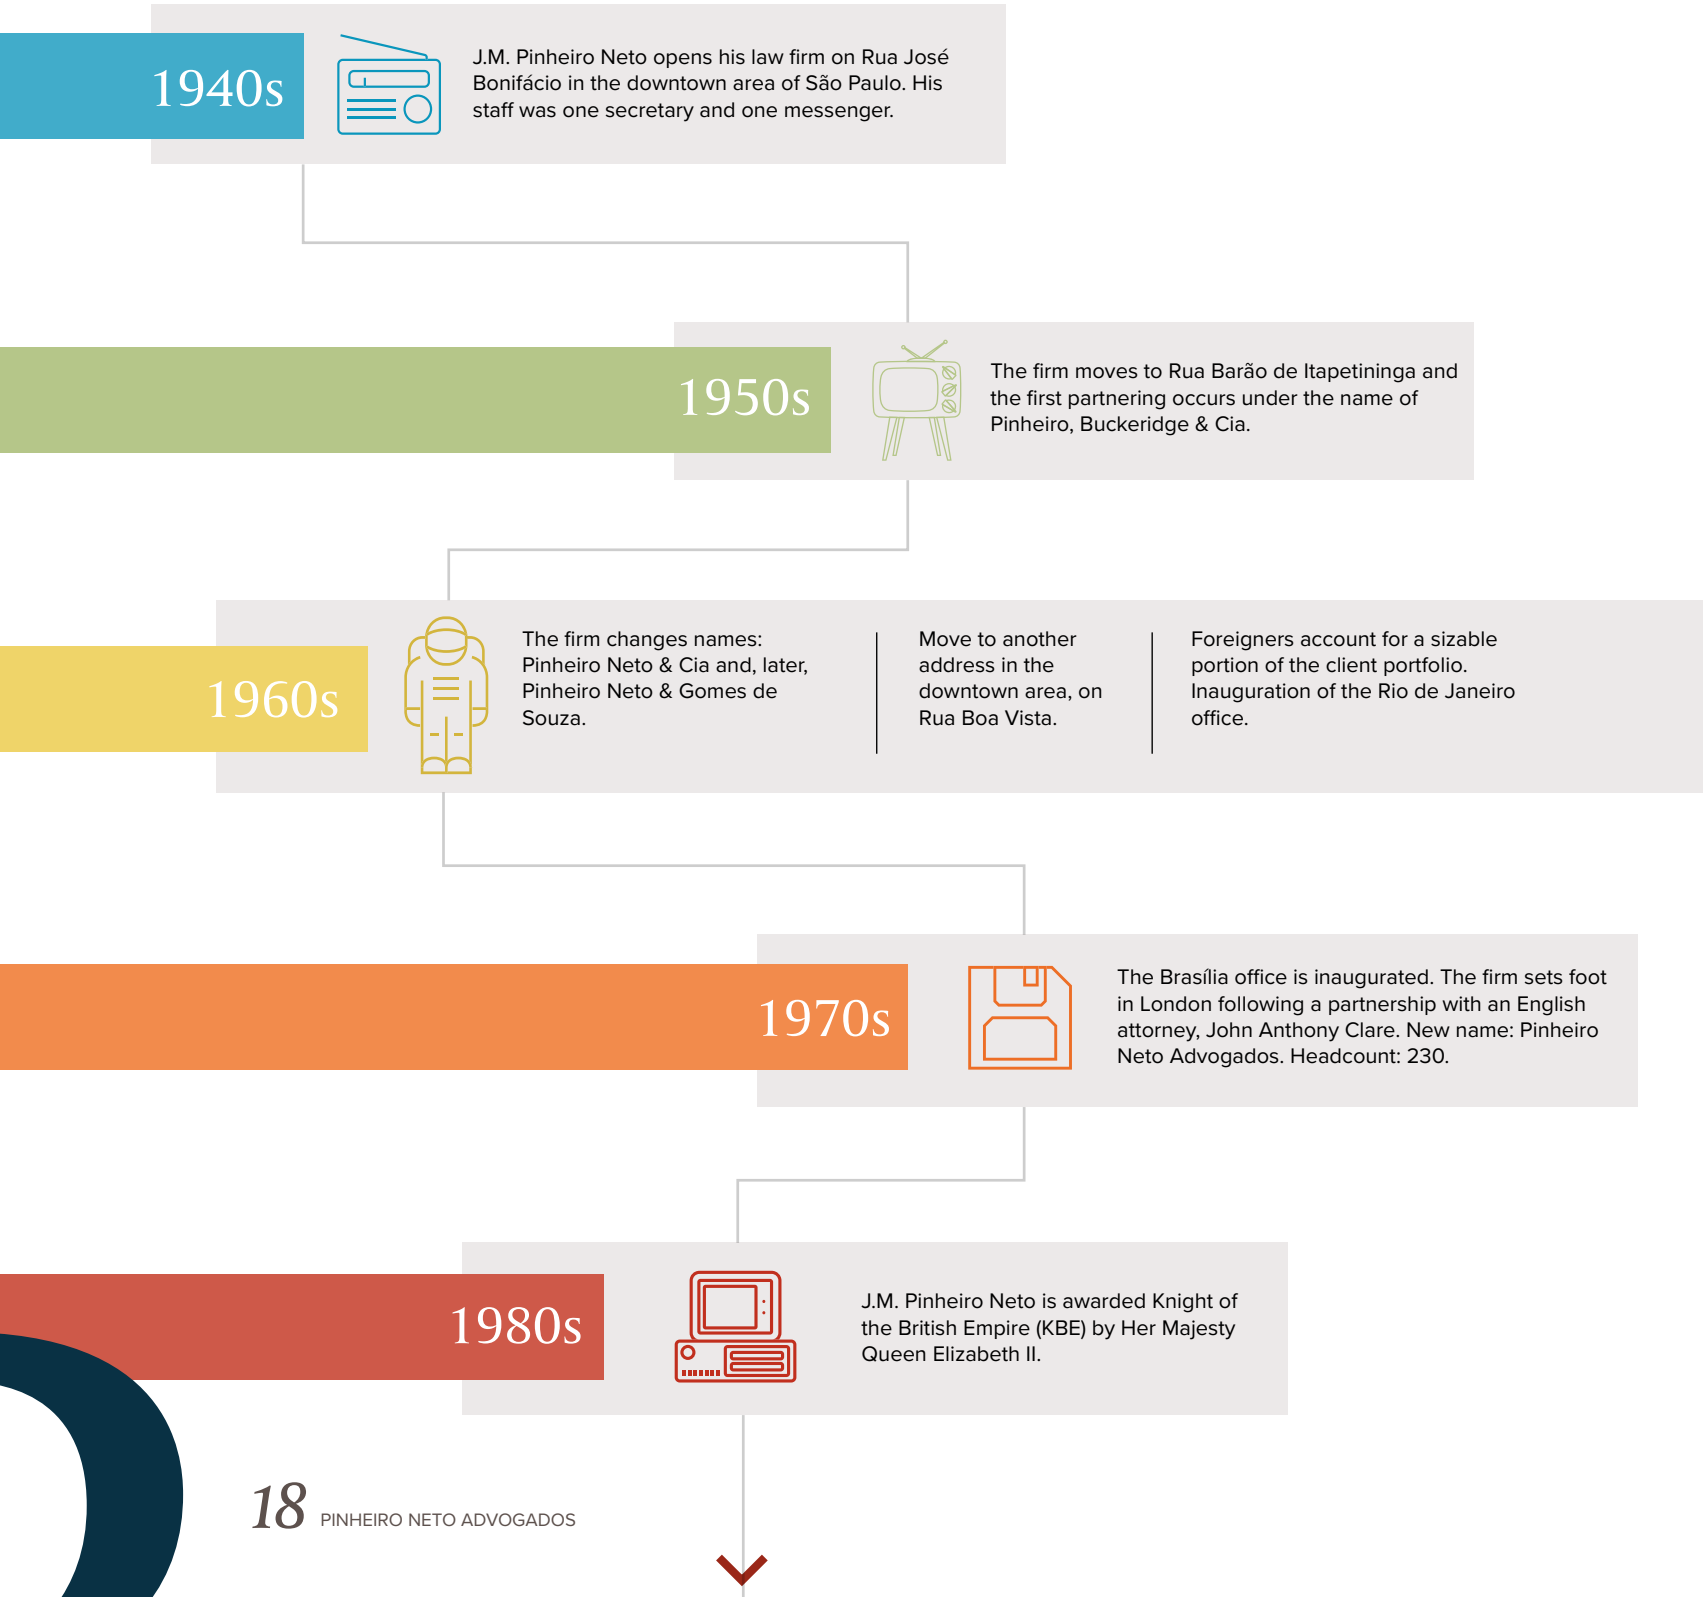 1940s
J.M. Pinheiro Neto opens his law firm on Rua José
Bonifácio in the downtown area of São Paulo. His
staff was one secretary and one messenger.
1950s
The firm moves to Rua Barão de Itapetininga and
the first partnering occurs under the name of
Pinheiro, Buckeridge & Cia.
1960s
The firm changes names:
Pinheiro Neto & Cia and, later,
Pinheiro Neto & Gomes de
Souza.
Move to another
address in the
downtown area, on
Rua Boa Vista.
Foreigners account for a sizable
portion of the client portfolio.
Inauguration of the Rio de Janeiro
office.
1970s
The Brasília office is inaugurated. The firm sets foot
in London following a partnership with an English
attorney, John Anthony Clare. New name: Pinheiro
Neto Advogados. Headcount: 230.
1980s
J.M. Pinheiro Neto is awarded Knight of
the British Empire (KBE) by Her Majesty
Queen Elizabeth II.
18 PINHEIRO NETO ADVOGADOS